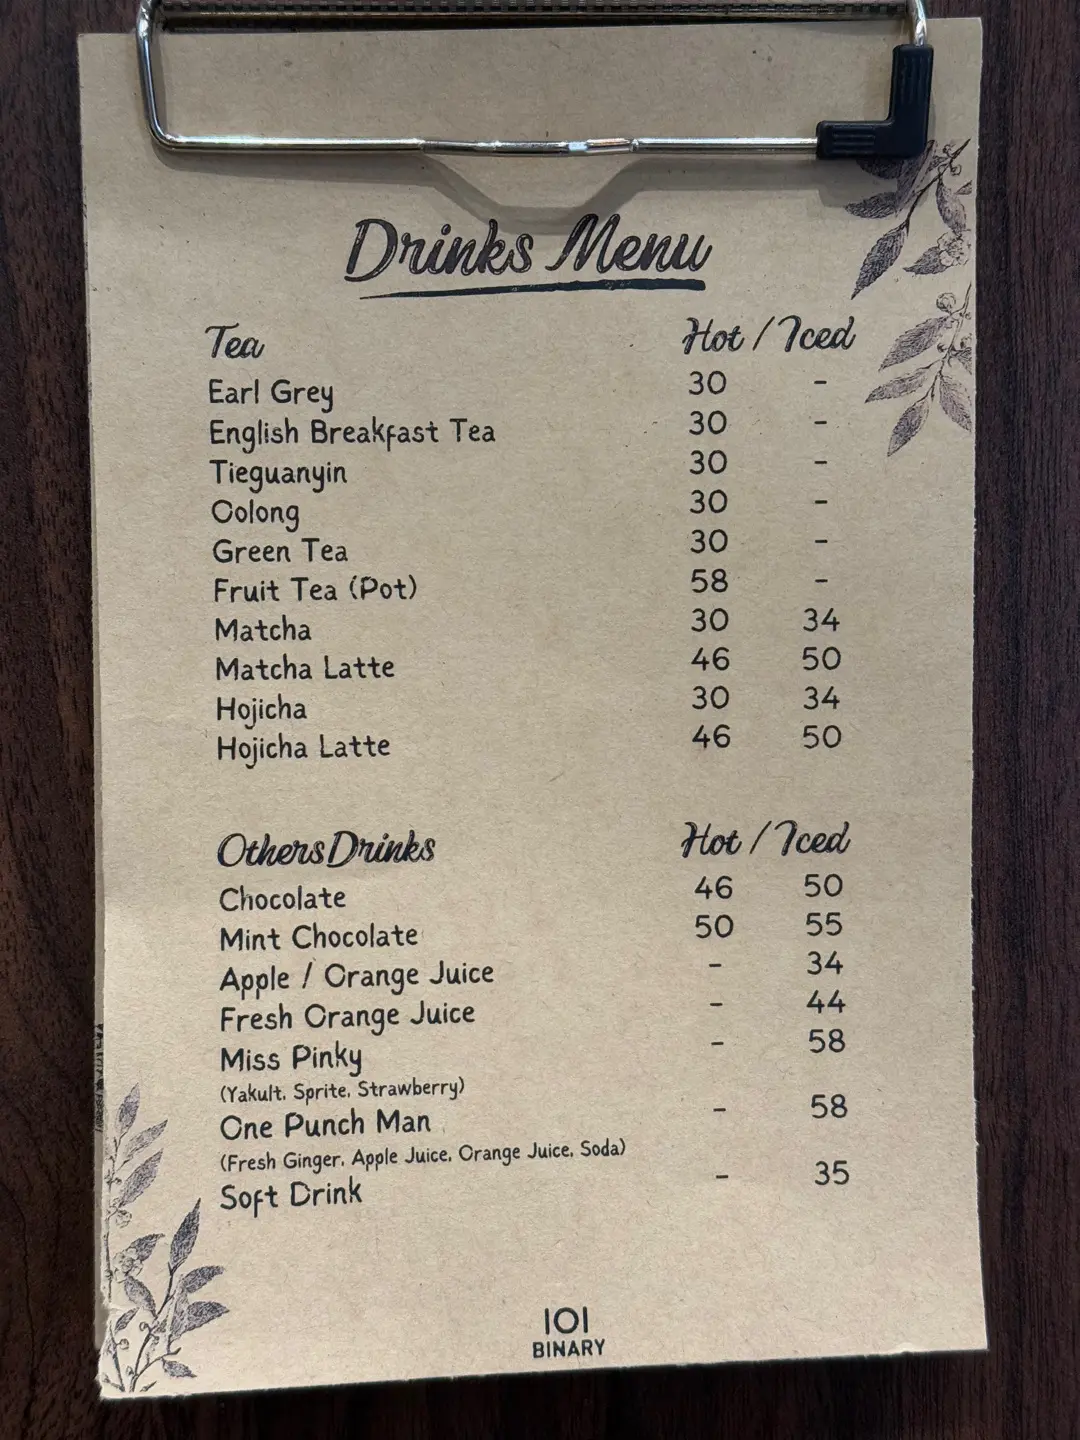 Drinks Menu
Tea Hot / Iced
Earl Grey 30 -
English Breakfast Tea 30 -
Tieguanyin 30 -
Oolong 30 -
Green Tea 30 -
Fruit Tea (Pot) 58 -
Matcha 30 34
Matcha Latte 46 50
Hojicha 30 34
Hojicha Latte 46 50
Others Drinks Hot / Iced
Chocolate 46 50
Mint Chocolate 50 55
Apple / Orange Juice - 34
Fresh Orange Juice - 44
Miss Pinky - 58
(Yakult, Sprite, Strawberry)
One Punch Man - 58
(Fresh Ginger, Apple Juice, Orange Juice, Soda)
Soft Drink - 35
101
BINARY